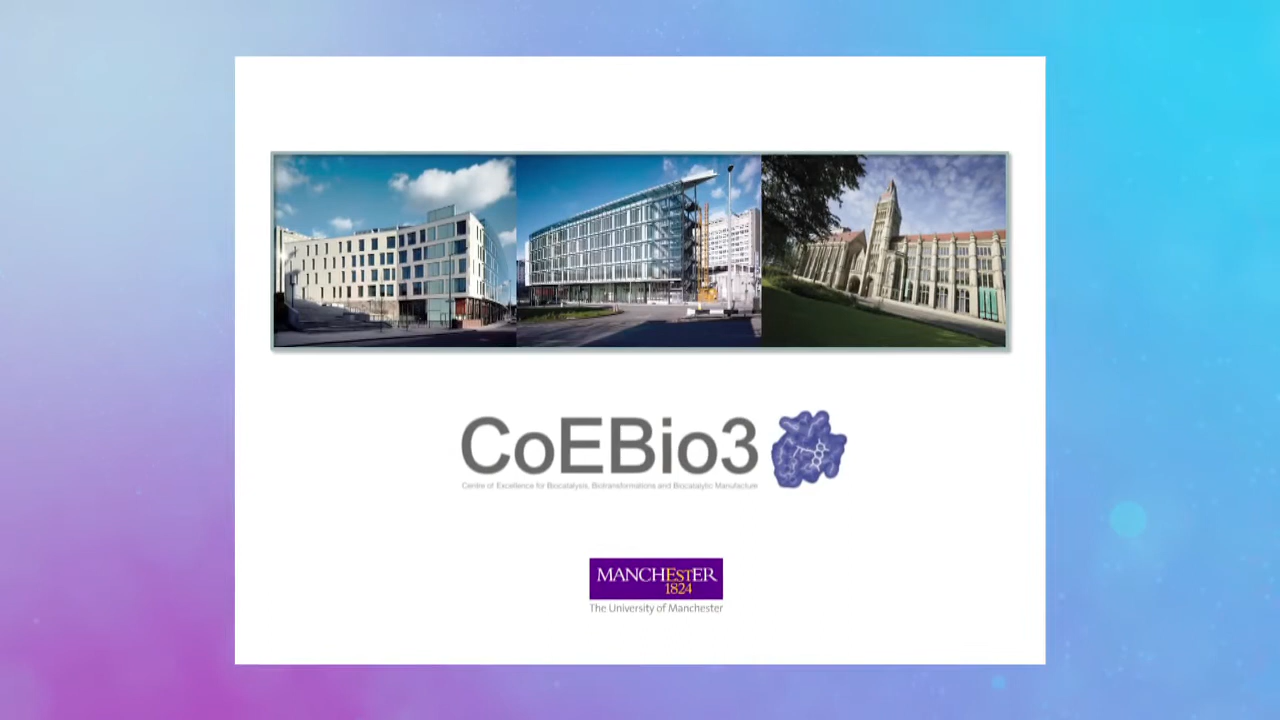 CoEBio3
Centre of Excellence for Biocatalysis, Biotransformations and Biocatalytic Manufacture
MANCHESTER
1824
The University of Manchester